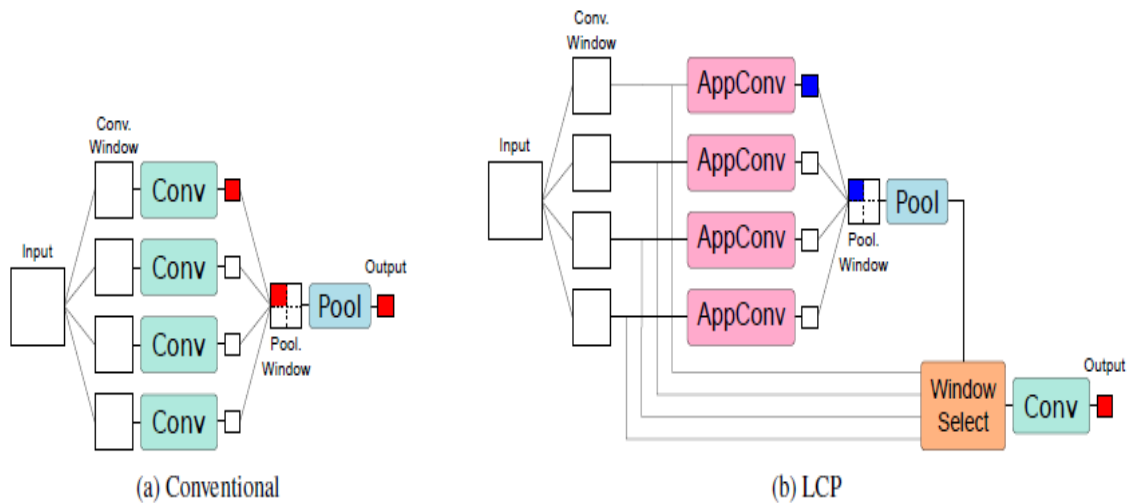 Conv.
Window
Input
Conv
Conv
Conv
Conv
Pool.
Window
Pool
Output
(a) Conventional
Conv.
Window
Input
AppConv
AppConv
AppConv
AppConv
Pool.
Window
Pool
Window
Select
Conv
Output
(b) LCP